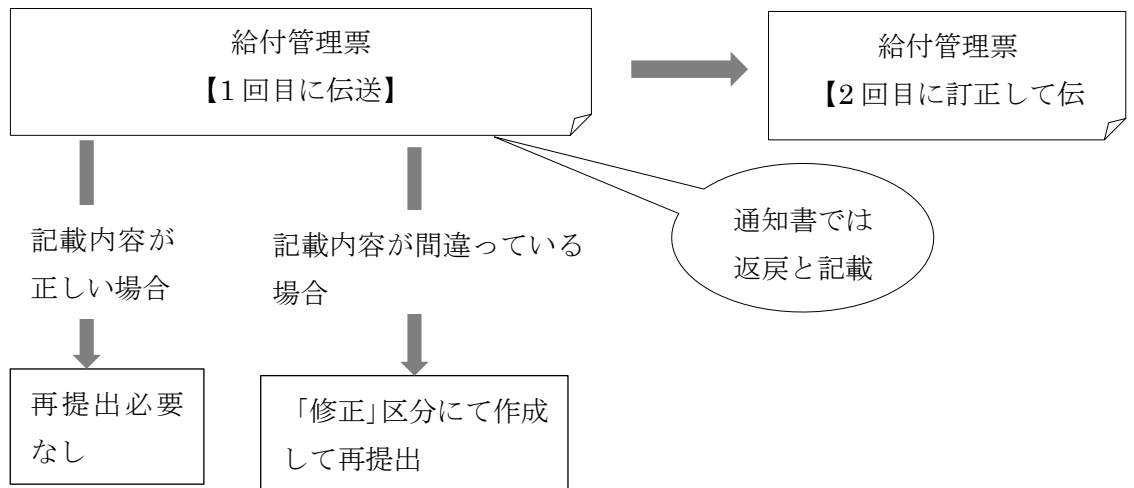 給付管理票
【1回目に伝送】
給付管理票
【2回目に訂正して伝
通知書では
返戻と記載
記載内容が
正しい場合
記載内容が間違っている
場合
再提出必要
なし
「修正」区分にて作成
して再提出